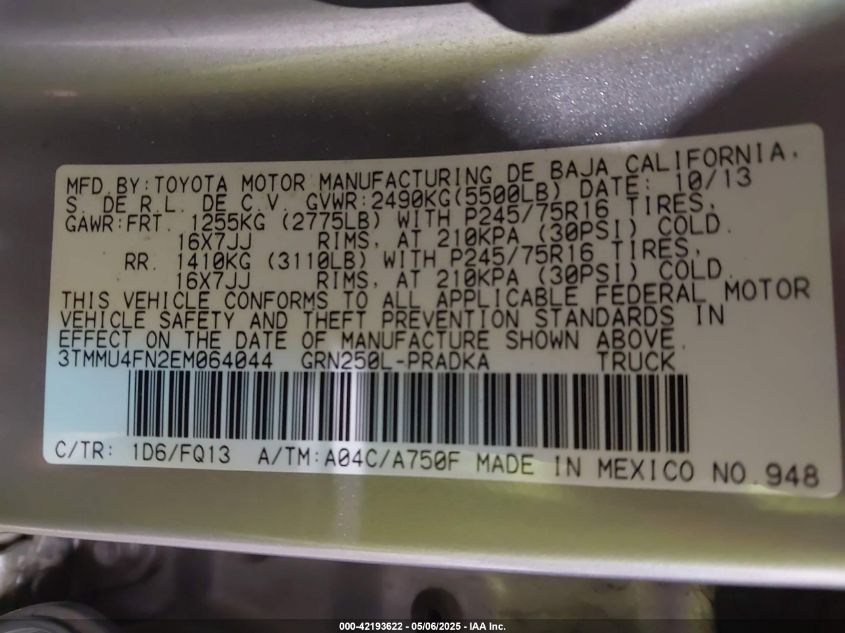 MFD.BY:TOYOTA MOTOR MANUFACTURING DE BAJA CALIFORNIA,
S. DE R.L. DE C.V. GVWR:2490KG(5500LB) DATE: 10/13
GAWR:FRT. 1255KG (2775LB) WITH P245/75R16 TIRES,
16X7JJ RIMS, AT 210KPA (30PSI) COLD.
RR. 1410KG (3110LB) WITH P245/75R16 TIRES,
16X7JJ RIMS, AT 210KPA (30PSI) COLD.
THIS VEHICLE CONFORMS TO ALL APPLICABLE FEDERAL MOTOR
VEHICLE SAFETY AND THEFT PREVENTION STANDARDS IN
EFFECT ON THE DATE OF MANUFACTURE SHOWN ABOVE.
3TMMU4FN2EM064044 GRN250L-PRADKA TRUCK
C/TR: 1D6/FQ13 A/TM:A04C/A750F MADE IN MEXICO NO.948
000-42193622 - 05/06/2025 - IAA Inc.